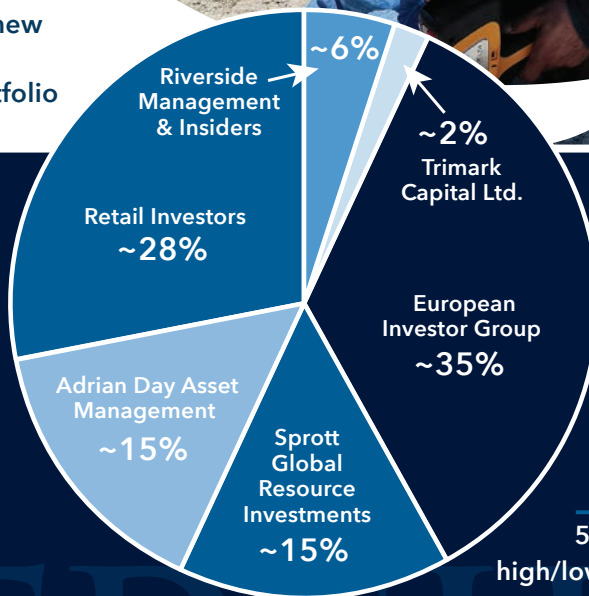 new
tfolio
~6%
Riverside
Management
& Insiders
~2%
Trimark
Capital Ltd.
Retail Investors
~28%
European
Investor Group
~35%
Adrian Day Asset
Management
~15%
Sprott
Global
Resource
Investments
~15%
5
high/low